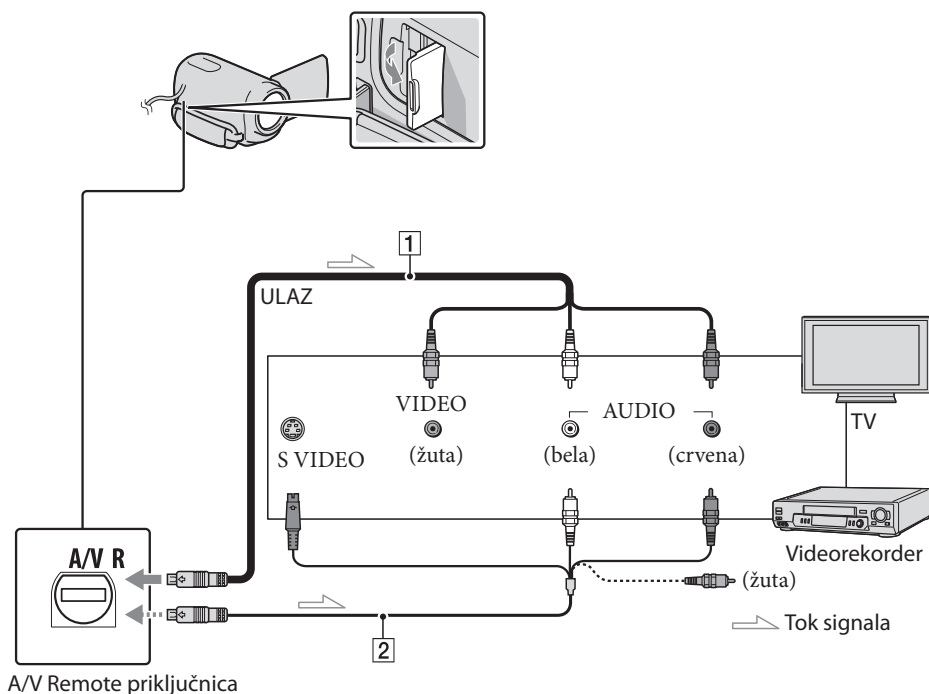 1
ULAZ
VIDEO
AUDIO
S VIDEO
(žuta)
(bela)
(crvena)
TV
Videorekorder
A/V R
(žuta)
Tok signala
2
A/V Remote priključnica